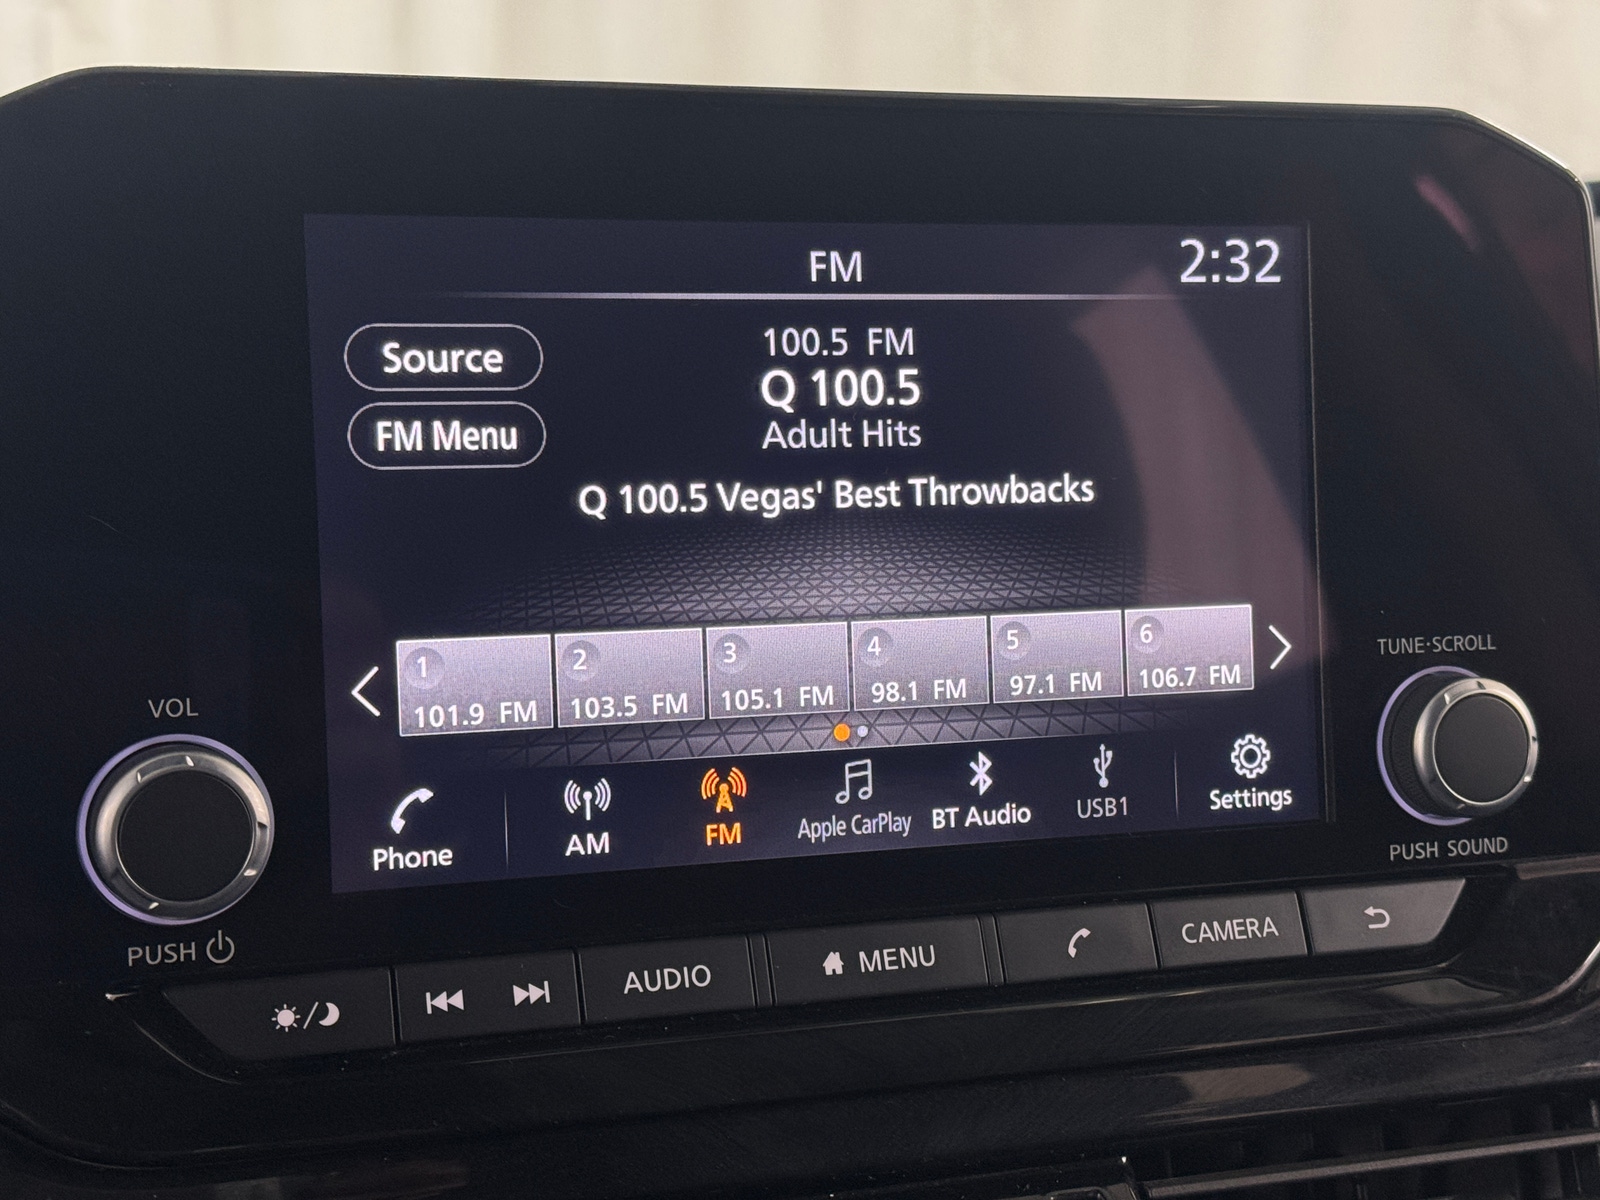 FM
2:32
Source
100.5 FM
Q 100.5
FM Menu
Adult Hits
Q 100.5 Vegas' Best Throwbacks
1
2
3
4
5
6
101.9 FM
103.5 FM
105.1 FM
98.1 FM
97.1 FM
106.7 FM
Phone
AM
FM
Apple CarPlay
BT Audio
USB1
Settings
VOL
PUSH
TUNE·SCROLL
PUSH SOUND
AUDIO
MENU
CAMERA